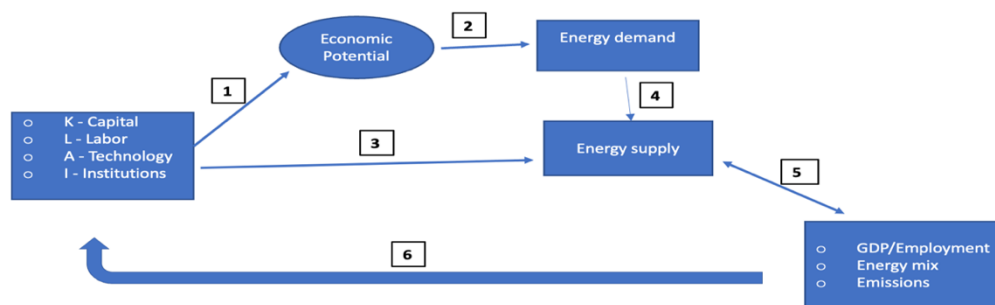 2
Economic
Potential
Energy demand
1
4
o K - Capital
o L - Labor
o A - Technology
o I - Institutions
3
Energy supply
5
o GDP/Employment
o Energy mix
o Emissions
6